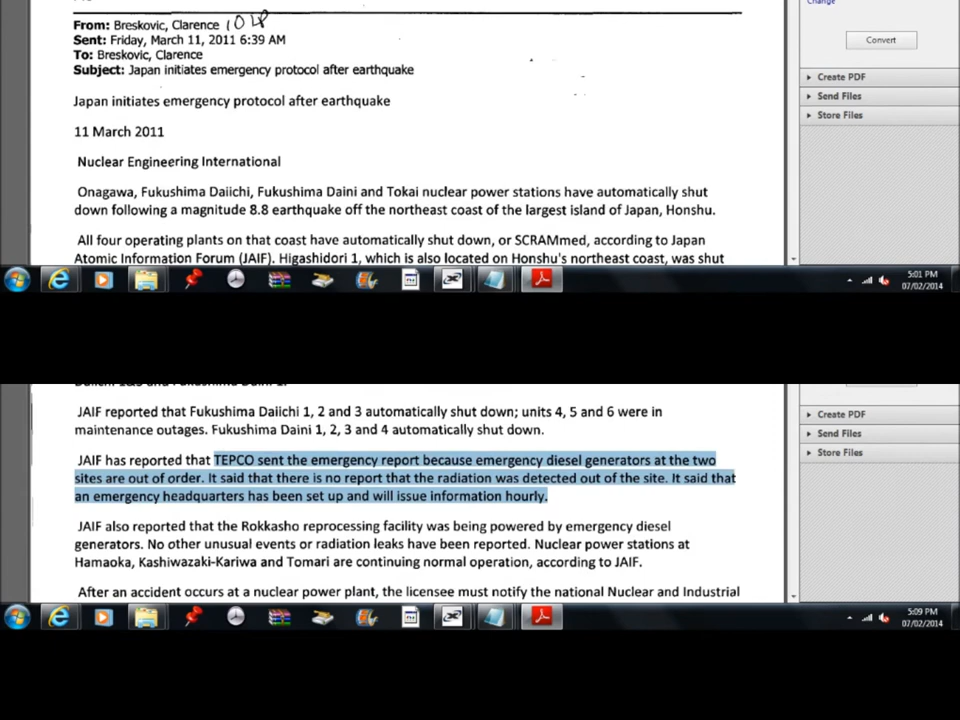 Change
From: Breskovic, Clarence
Sent: Friday, March 11, 2011 6:39 AM
To: Breskovic, Clarence
Subject: Japan initiates emergency protocol after earthquake
Convert
Create PDF
Send Files
Store Files
Japan initiates emergency protocol after earthquake
11 March 2011
Nuclear Engineering International
Onagawa, Fukushima Daiichi, Fukushima Daini and Tokai nuclear power stations have automatically shut
down following a magnitude 8.8 earthquake off the northeast coast of the largest island of Japan, Honshu.
All four operating plants on that coast have automatically shut down, or SCRAMmed, according to Japan
Atomic Information Forum (JAIF). Higashidori 1, which is also located on Honshu's northeast coast, was shut
5:01 PM
07/02/2014
JAIF reported that Fukushima Daiichi 1, 2 and 3 automatically shut down; units 4, 5 and 6 were in
maintenance outages. Fukushima Daini 1, 2, 3 and 4 automatically shut down.
Create PDF
Send Files
Store Files
JAIF has reported that TEPCO sent the emergency report because emergency diesel generators at the two
sites are out of order. It said that there is no report that the radiation was detected out of the site. It said that
an emergency headquarters has been set up and will issue information hourly.
JAIF also reported that the Rokkasho reprocessing facility was being powered by emergency diesel
generators. No other unusual events or radiation leaks have been reported. Nuclear power stations at
Hamaoka, Kashiwazaki-Kariwa and Tomari are continuing normal operation, according to JAIF.
After an accident occurs at a nuclear power plant, the licensee must notify the national Nuclear and Industrial
5:09 PM
07/02/2014